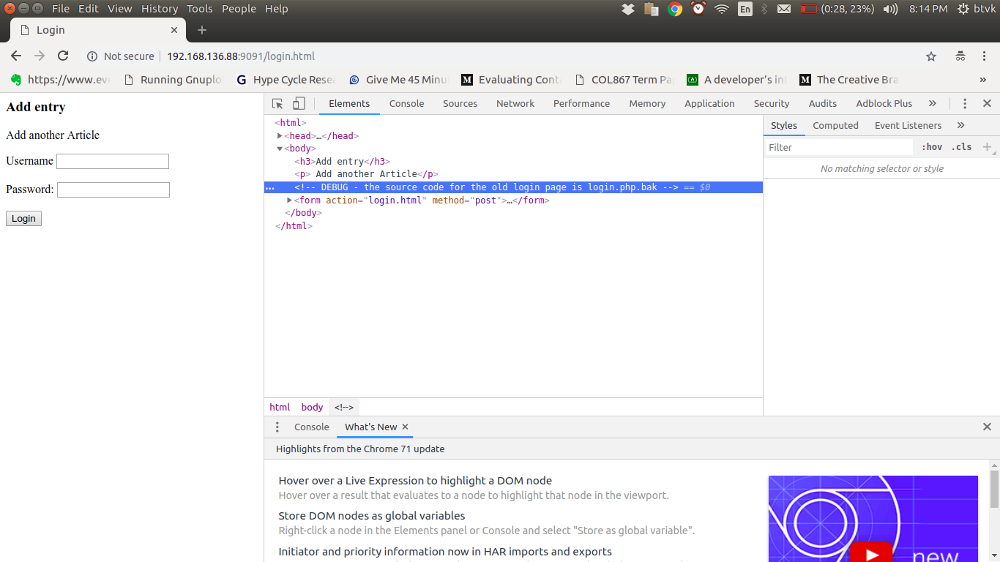 File Edit View History Tools People Help
En (0:28, 23%) 8:14 PM btvk
Login
Not secure 192.168.136.88:9091/login.html
https://www.eve Running Gnuplo G Hype Cycle Resea Give Me 45 Minu M Evaluating Conta COL867 Term Pa A developer's in M The Creative Bra »
Add entry
Add another Article
Username
Password:
Login
Elements Console Sources Network Performance Memory Application Security Audits Adblock Plus »
<html>
<head>…</head>
<body>
<h3>Add entry</h3>
<p> Add another Article</p>
… <!-- DEBUG - the source code for the old login page is login.php.bak --> == $0
<form action="login.html" method="post">…</form>
</body>
</html>
html body <!-->
Styles Computed Event Listeners »
Filter :hov .cls +
No matching selector or style
Console What's New ×
Highlights from the Chrome 71 update
Hover over a Live Expression to highlight a DOM node
Hover over a result that evaluates to a node to highlight that node in the viewport.
Store DOM nodes as global variables
Right-click a node in the Elements panel or Console and select "Store as global variable".
Initiator and priority information now in HAR imports and exports
new